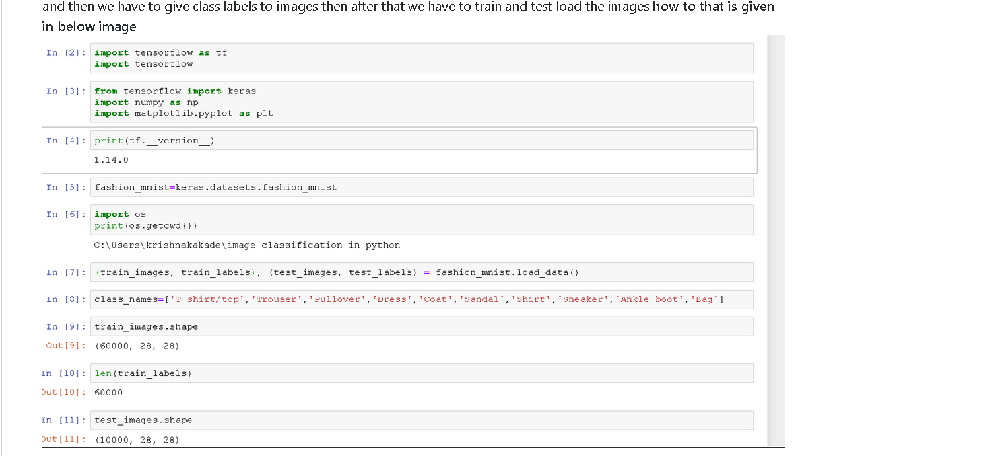 and then we have to give class labels to images then after that we have to train and test load the images how to that is given
in below image
In [2]: import tensorflow as tf
import tensorflow
In [3]: from tensorflow import keras
import numpy as np
import matplotlib.pyplot as plt
In [4]: print(tf.__version__)
1.14.0
In [5]: fashion_mnist=keras.datasets.fashion_mnist
In [6]: import os
print(os.getcwd())
C:\Users\krishnakakade\image classification in python
In [7]: (train_images, train_labels), (test_images, test_labels) = fashion_mnist.load_data()
In [8]: class_names=['T-shirt/top','Trouser','Pullover','Dress','Coat','Sandal','Shirt','Sneaker','Ankle boot','Bag']
In [9]: train_images.shape
Out[9]: (60000, 28, 28)
In [10]: len(train_labels)
Out[10]: 60000
In [11]: test_images.shape
Out[11]: (10000, 28, 28)